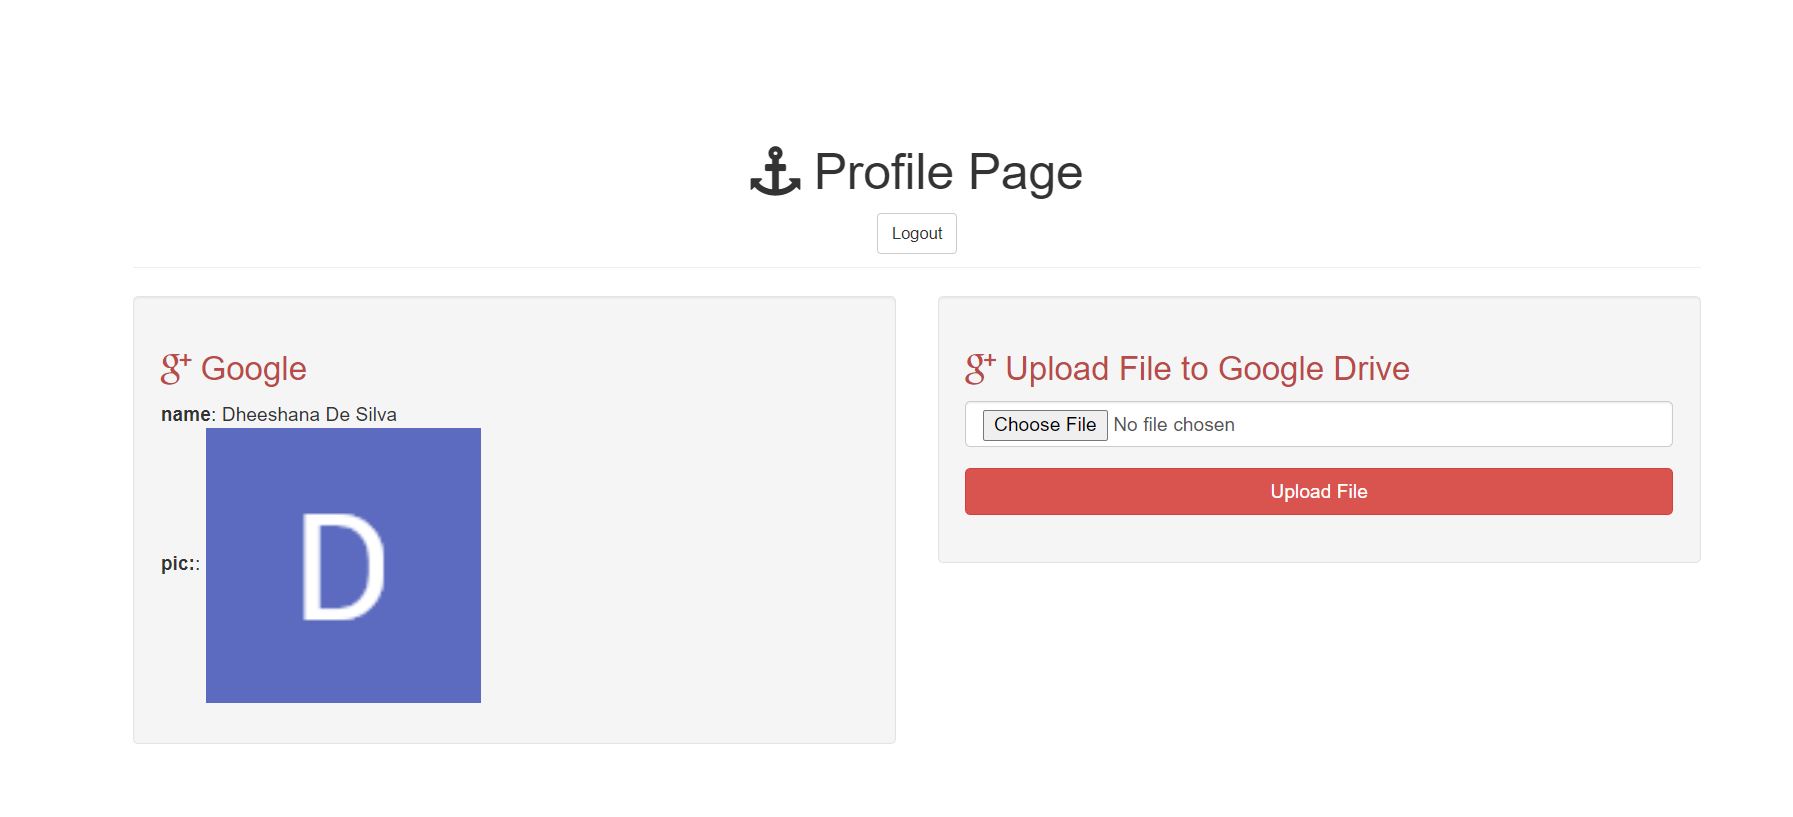 Profile Page
Logout
g+ Google
name: Dheeshana De Silva
pic::
D
g+ Upload File to Google Drive
Choose File No file chosen
Upload File